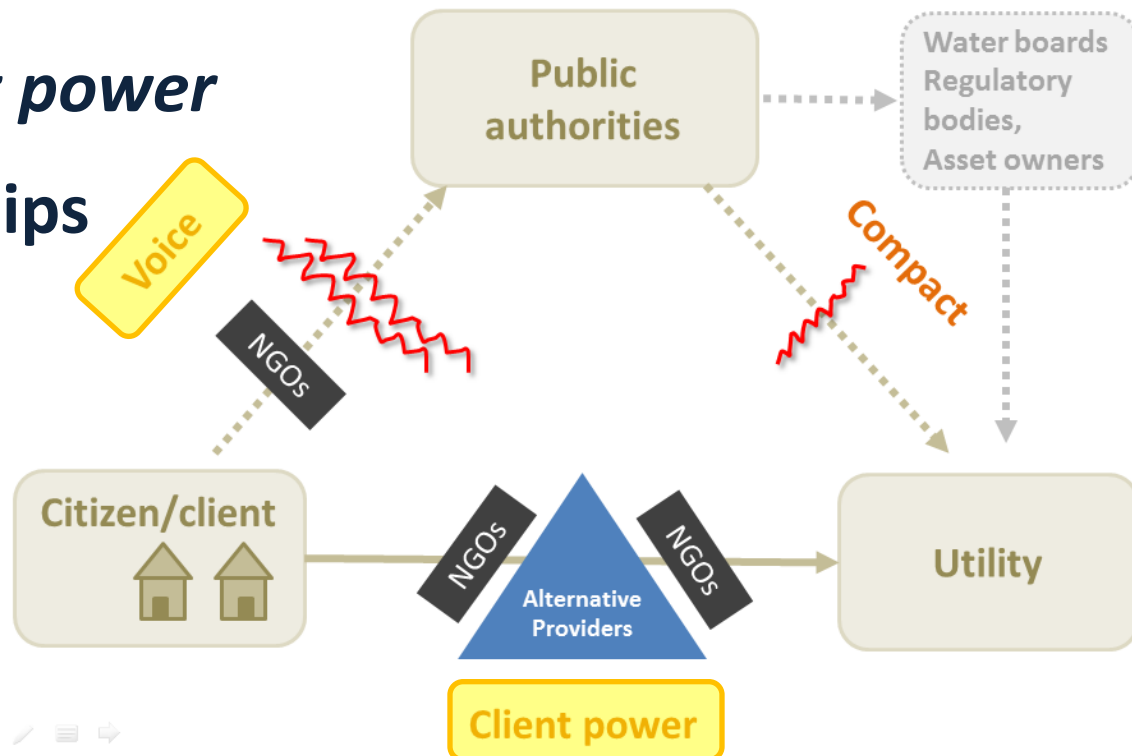 power
ips
Public
authorities
Water boards
Regulatory
bodies,
Asset owners
Voice
Compact
NGOs
Citizen/client
NGOs
NGOs
Alternative
Providers
Utility
Client power